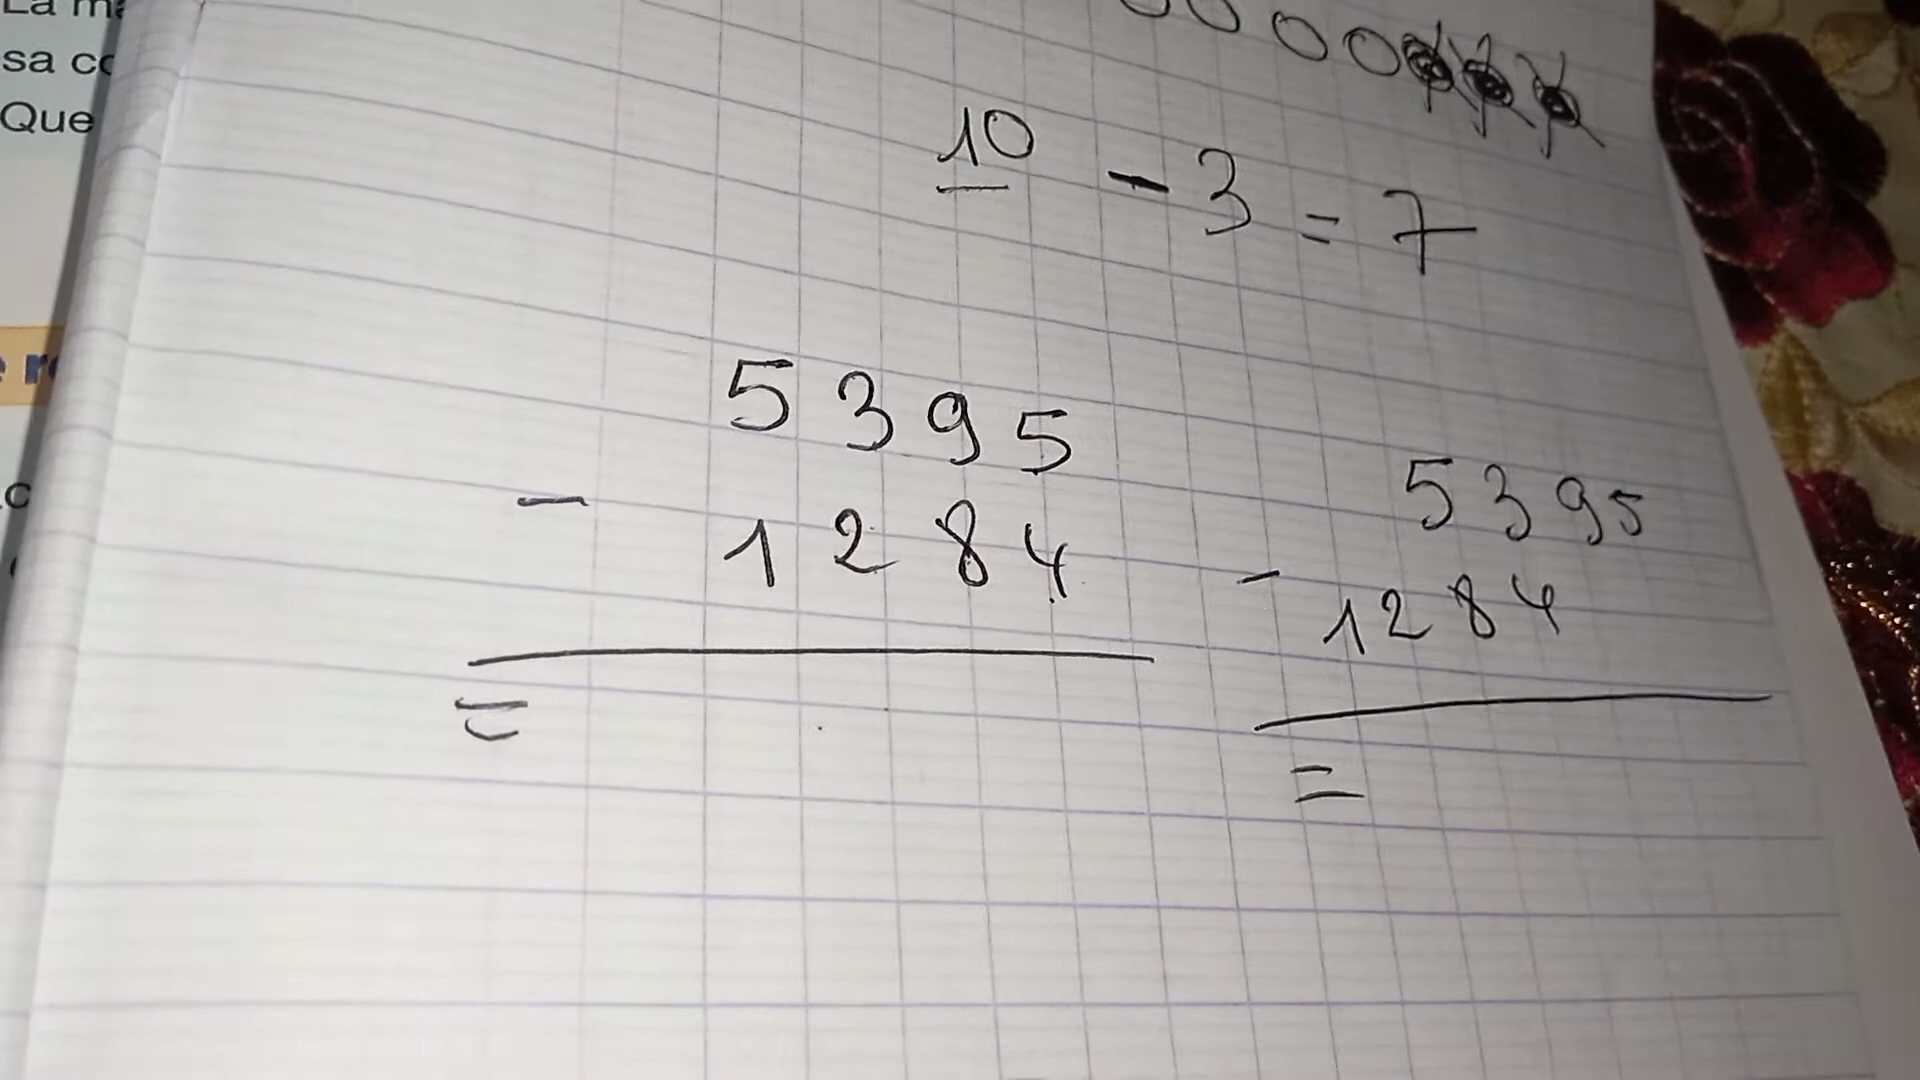 La
sa
Que
10 - 3 = 7
5395
- 1284
=
5395
- 1284
=